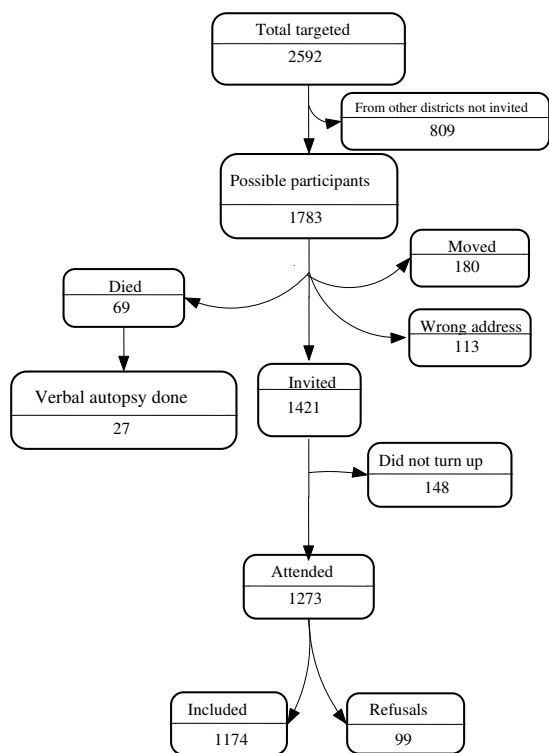 Total targeted
2592
From other districts not invited
809
Possible participants
1783
Moved
180
Died
69
Wrong address
113
Invited
1421
Verbal autopsy done
27
Did not turn up
148
Attended
1273
Included
1174
Refusals
99